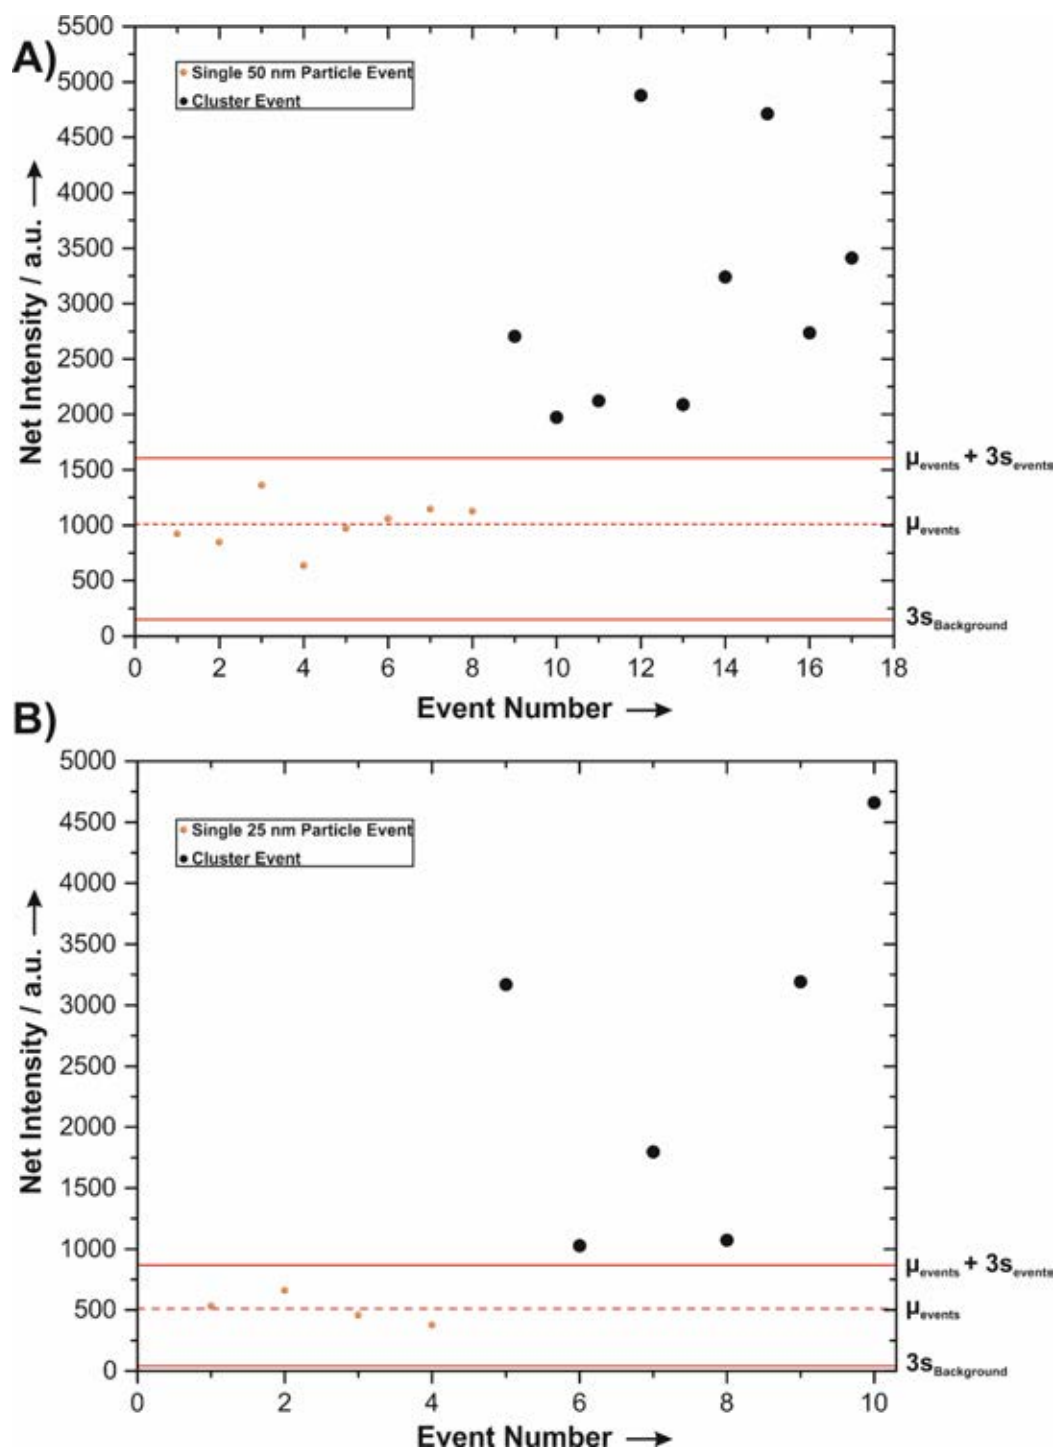 A)
5500
5000
4500
4000
3500
3000
2500
2000
1500
1000
500
0
Net Intensity / a.u. →
Single 50 nm Particle Event
Cluster Event
μevents + 3sevents
μevents
3sBackground
0 2 4 6 8 10 12 14 16 18
Event Number →
B)
5000
4500
4000
3500
3000
2500
2000
1500
1000
500
0
Net Intensity / a.u. →
Single 25 nm Particle Event
Cluster Event
μevents + 3sevents
μevents
3sBackground
0 2 4 6 8 10
Event Number →